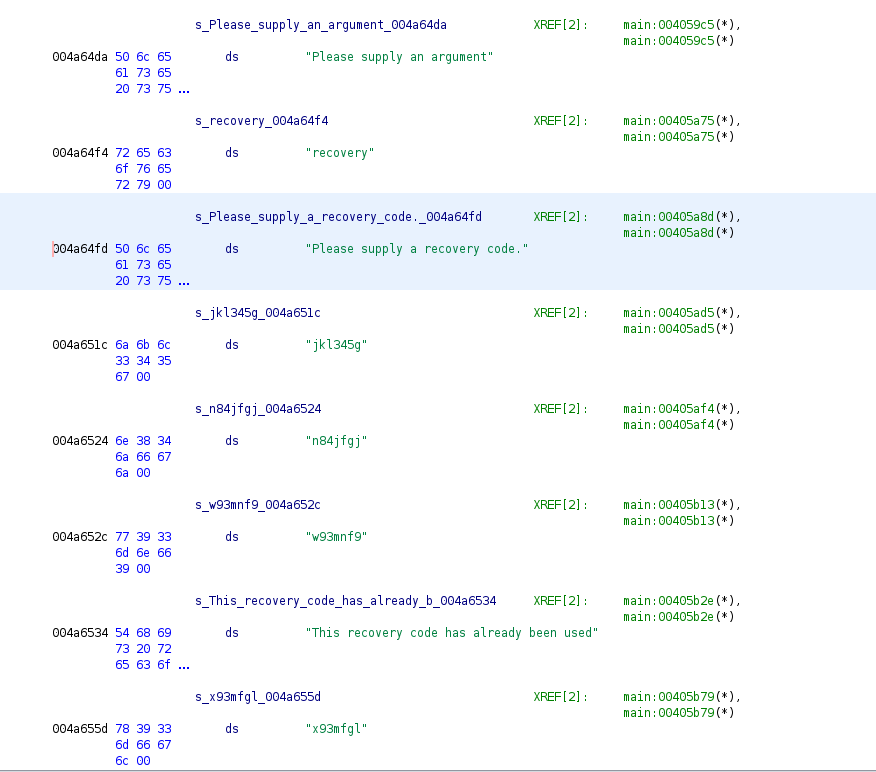 s_Please_supply_an_argument_004a64da XREF[2]: main:004059c5(*),
main:004059c5(*)
004a64da 50 6c 65 ds "Please supply an argument"
61 73 65
20 73 75 ...
s_recovery_004a64f4 XREF[2]: main:00405a75(*),
main:00405a75(*)
004a64f4 72 65 63 ds "recovery"
6f 76 65
72 79 00
s_Please_supply_a_recovery_code._004a64fd XREF[2]: main:00405a8d(*),
main:00405a8d(*)
004a64fd 50 6c 65 ds "Please supply a recovery code."
61 73 65
20 73 75 ...
s_jkl345g_004a651c XREF[2]: main:00405ad5(*),
main:00405ad5(*)
004a651c 6a 6b 6c ds "jkl345g"
33 34 35
67 00
s_n84jfgj_004a6524 XREF[2]: main:00405af4(*),
main:00405af4(*)
004a6524 6e 38 34 ds "n84jfgj"
6a 66 67
6a 00
s_w93mnf9_004a652c XREF[2]: main:00405b13(*),
main:00405b13(*)
004a652c 77 39 33 ds "w93mnf9"
6d 6e 66
39 00
s_This_recovery_code_has_already_b_004a6534 XREF[2]: main:00405b2e(*),
main:00405b2e(*)
004a6534 54 68 69 ds "This recovery code has already been used"
73 20 72
65 63 6f ...
s_x93mfgl_004a655d XREF[2]: main:00405b79(*),
main:00405b79(*)
004a655d 78 39 33 ds "x93mfgl"
6d 66 67
6c 00